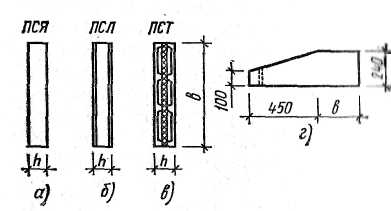 ПСЯ ПСЛ ПСТ
в
h h h
а) б) в)
100
450 в
240
г)